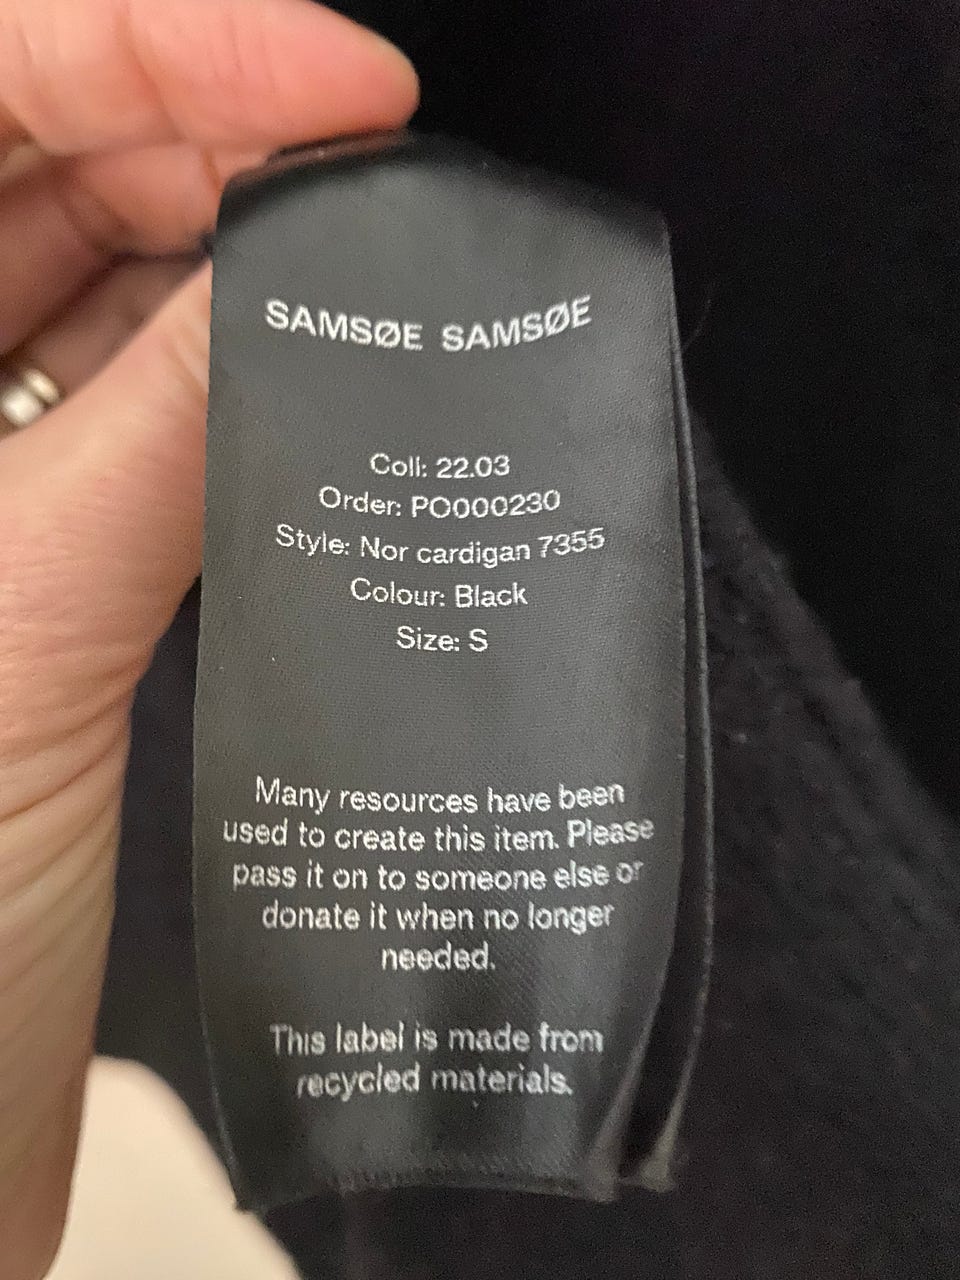 SAMSØE SAMSØE
Coll: 22.03
Order: PO000230
Style: Nor cardigan 7355
Colour: Black
Size: S
Many resources have been
used to create this item. Please
pass it on to someone else or
donate it when no longer
needed.
This label is made from
recycled materials.